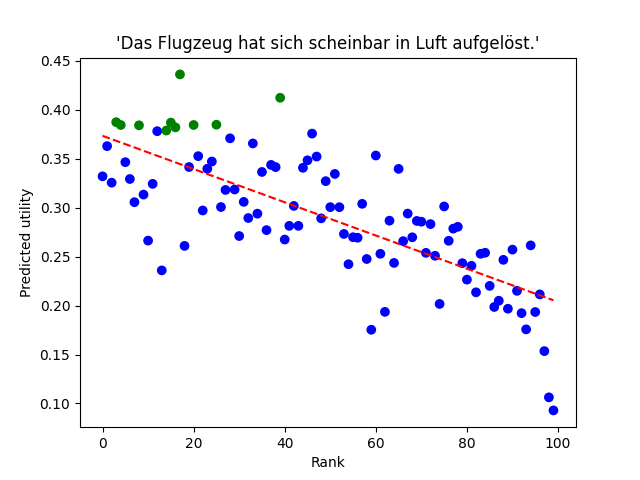 'Das Flugzeug hat sich scheinbar in Luft aufgelöst.'
0.45
0.40
0.35
0.30
0.25
0.20
0.15
0.10
Predicted utility
0 20 40 60 80 100
Rank